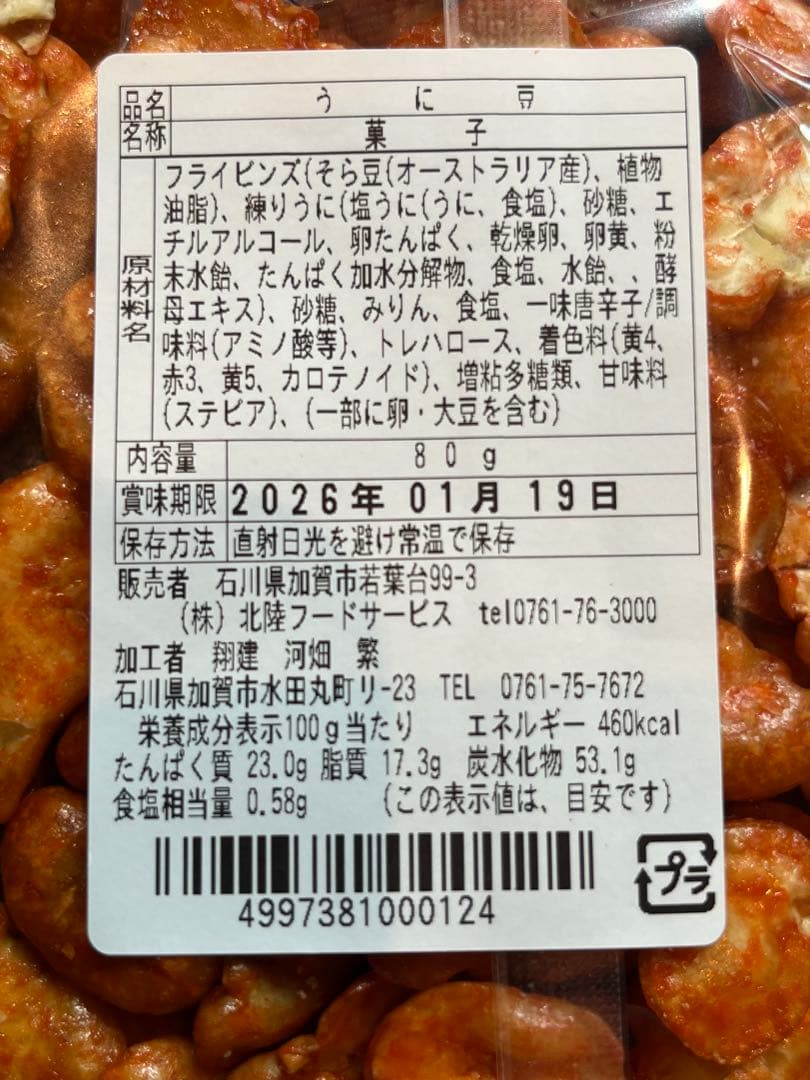 品名 うに豆
名称 菓子
原材料名
フライビンズ(そら豆(オーストラリア産)、植物
油脂)、練りうに(塩うに(うに、食塩)、砂糖、エ
チルアルコール、卵たんぱく、乾燥卵、卵黄、粉
末水飴、たんぱく加水分解物、食塩、水飴、、酵
母エキス)、砂糖、みりん、食塩、一味唐辛子/調
味料(アミノ酸等)、トレハロース、着色料(黄4、
赤3、黄5、カロテノイド)、増粘多糖類、甘味料
(ステビア)、(一部に卵・大豆を含む)
内容量 80g
賞味期限 2026年 01月 19日
保存方法 直射日光を避け常温で保存
販売者 石川県加賀市若葉台99-3
(株) 北陸フードサービス tel0761-76-3000
加工者 翔建 河畑 繁
石川県加賀市水田丸町リ-23 TEL 0761-75-7672
栄養成分表示100g当たり エネルギー 460kcal
たんぱく質 23.0g 脂質 17.3g 炭水化物 53.1g
食塩相当量 0.58g (この表示値は、目安です)
4997381000124
プラ